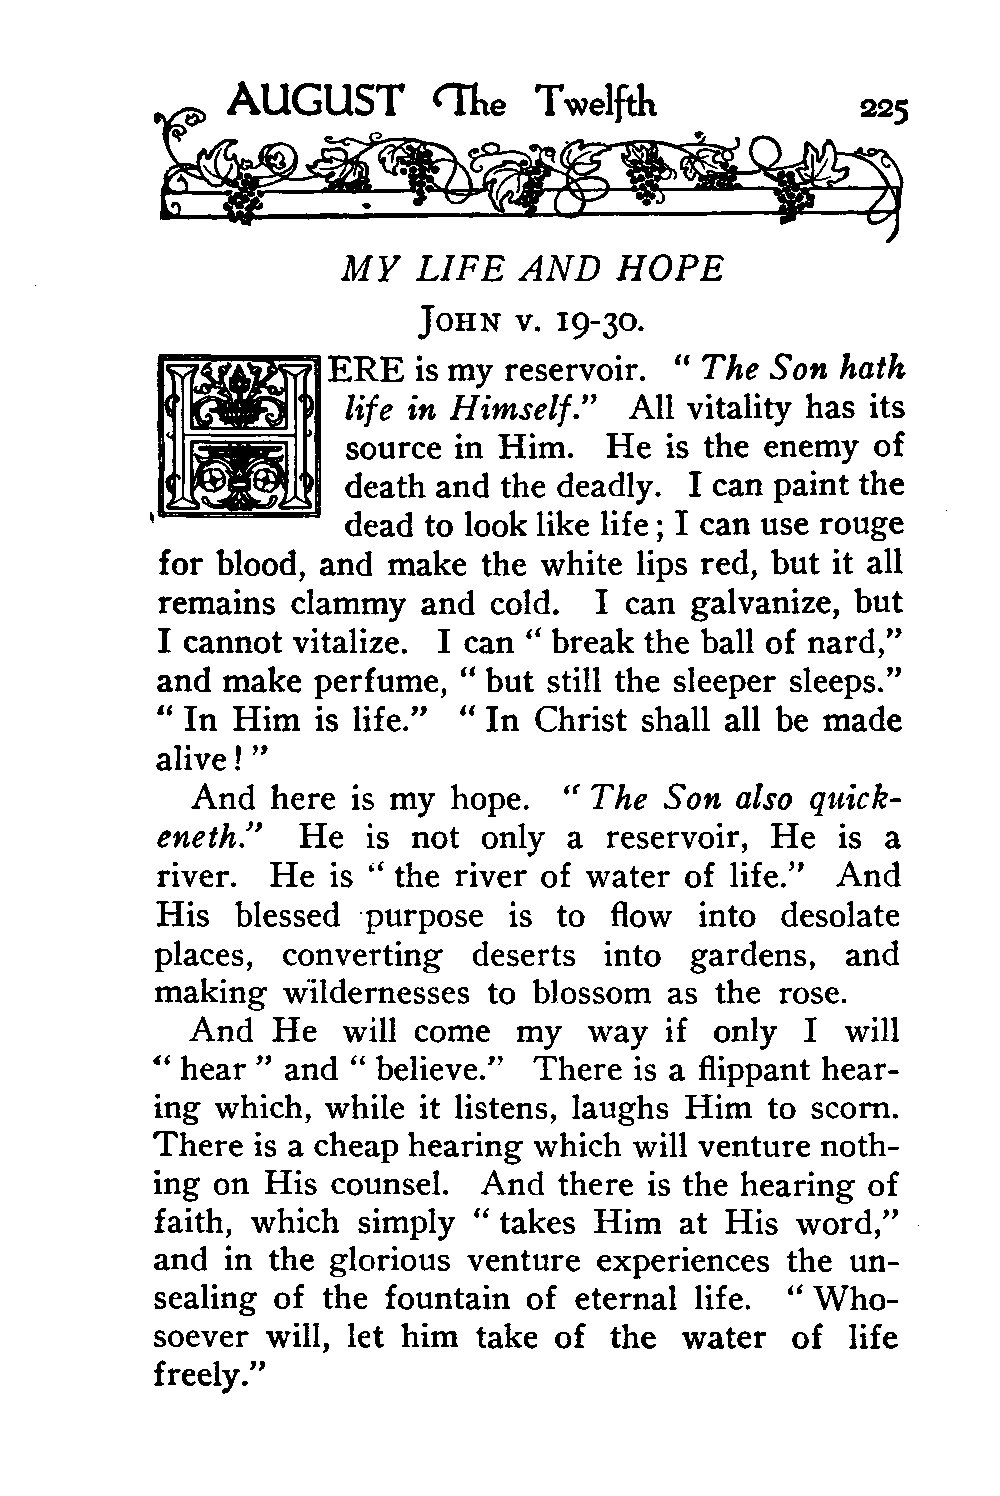 AUGUST The Twelfth 225
MY LIFE AND HOPE
JOHN v. 19-30.
HERE is my reservoir. " The Son hath
life in Himself." All vitality has its
source in Him. He is the enemy of
death and the deadly. I can paint the
dead to look like life ; I can use rouge
for blood, and make the white lips red, but it all
remains clammy and cold. I can galvanize, but
I cannot vitalize. I can " break the ball of nard,"
and make perfume, " but still the sleeper sleeps."
" In Him is life." " In Christ shall all be made
alive ! "
And here is my hope. " The Son also quick-
eneth." He is not only a reservoir, He is a
river. He is " the river of water of life." And
His blessed purpose is to flow into desolate
places, converting deserts into gardens, and
making wildernesses to blossom as the rose.
And He will come my way if only I will
" hear " and " believe." There is a flippant hear-
ing which, while it listens, laughs Him to scorn.
There is a cheap hearing which will venture noth-
ing on His counsel. And there is the hearing of
faith, which simply " takes Him at His word,"
and in the glorious venture experiences the un-
sealing of the fountain of eternal life. " Who-
soever will, let him take of the water of life
freely."